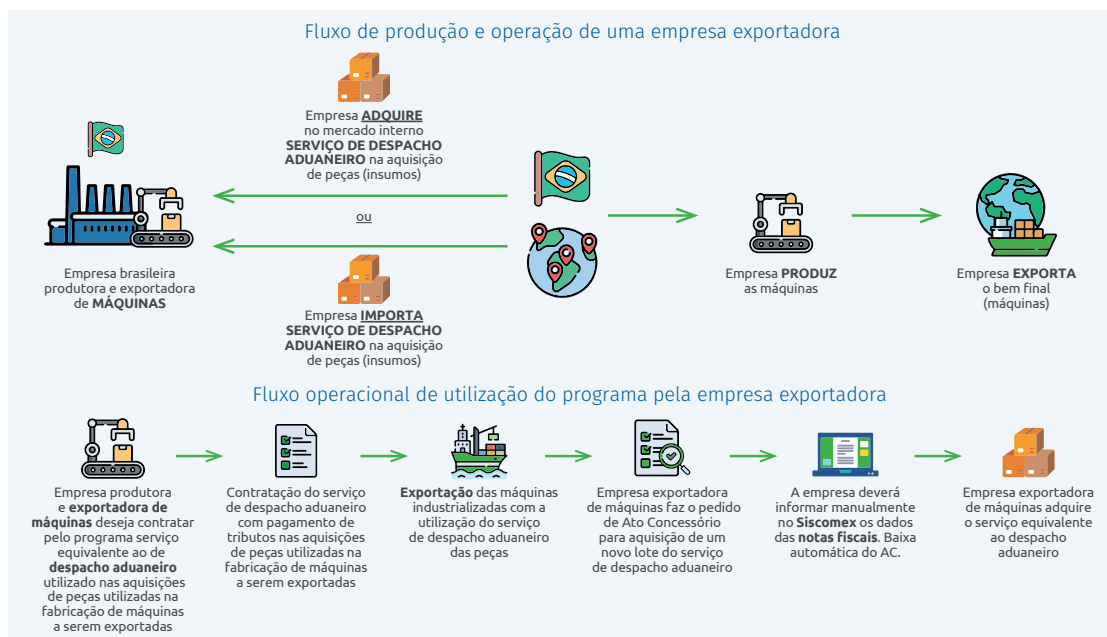 Fluxo de produção e operação de uma empresa exportadora
Empresa ADQUIRE
no mercado interno
SERVIÇO DE DESPACHO
ADUANEIRO na aquisição
de peças (insumos)
ou
Empresa brasileira
produtora e exportadora
de MÁQUINAS
Empresa IMPORTA
SERVIÇO DE DESPACHO
ADUANEIRO na aquisição
de peças (insumos)
Empresa PRODUZ
as máquinas
Empresa EXPORTA
o bem final
(máquinas)
Fluxo operacional de utilização do programa pela empresa exportadora
Empresa produtora
e exportadora de
máquinas deseja contratar
pelo programa serviço
equivalente ao de
despacho aduaneiro
utilizado nas aquisições
de peças utilizadas na
fabricação de máquinas
a serem exportadas
Contratação do serviço
de despacho aduaneiro
com pagamento de
tributos nas aquisições
de peças utilizadas na
fabricação de máquinas
a serem exportadas
Exportação das máquinas
industrializadas com a
utilização do serviço
de despacho aduaneiro
das peças
Empresa exportadora
de máquinas faz o pedido
de Ato Concessório
para aquisição de um
novo lote do serviço
de despacho aduaneiro
A empresa deverá
informar manualmente
no Siscomex os dados
das notas fiscais. Baixa
automática do AC.
Empresa exportadora
de máquinas adquire
o serviço equivalente
ao despacho
aduaneiro